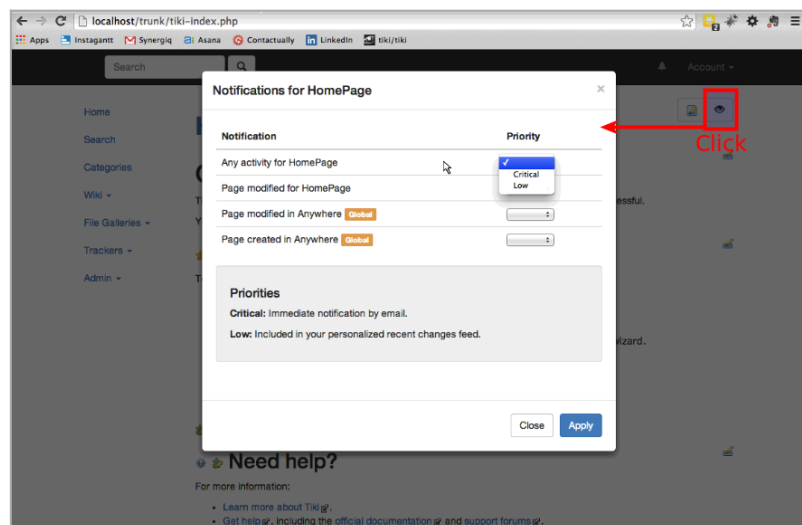 localhost/trunk/tiki-index.php
Apps Instagantt Synergiq Asana Contactually LinkedIn tiki/tiki
Search Account
Notifications for HomePage ×
Home
Search
Categories
Wiki
File Galleries
Trackers
Admin
Click
Notification Priority
Any activity for HomePage
Critical
Low
Page modified for HomePage
Page modified in Anywhere Global
Page created in Anywhere Global
essful.
Priorities
Critical: Immediate notification by email.
Low: Included in your personalized recent changes feed.
wizard.
Close Apply
Need help?
For more information:
• Learn more about Tiki.
• Get help, including the official documentation and support forums.